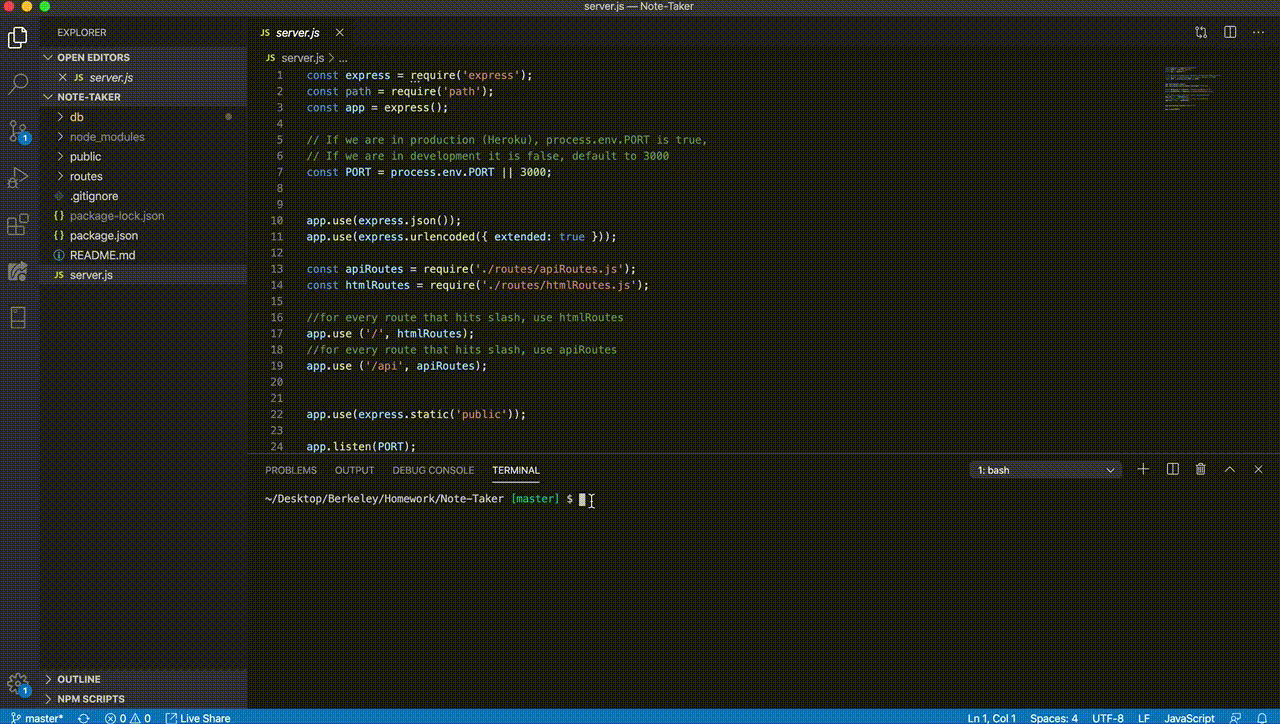 server.js — Note-Taker
EXPLORER
OPEN EDITORS
JS server.js
NOTE-TAKER
db
node_modules
public
routes
.gitignore
{} package-lock.json
{} package.json
README.md
JS server.js
OUTLINE
NPM SCRIPTS
1
1
JS server.js
JS server.js > ...
1 const express = require('express');
2 const path = require('path');
3 const app = express();
4
5 // If we are in production (Heroku), process.env.PORT is true,
6 // If we are in development it is false, default to 3000
7 const PORT = process.env.PORT || 3000;
8
9
10 app.use(express.json());
11 app.use(express.urlencoded({ extended: true }));
12
13 const apiRoutes = require('./routes/apiRoutes.js');
14 const htmlRoutes = require('./routes/htmlRoutes.js');
15
16 //for every route that hits slash, use htmlRoutes
17 app.use ('/', htmlRoutes);
18 //for every route that hits slash, use apiRoutes
19 app.use ('/api', apiRoutes);
20
21
22 app.use(express.static('public'));
23
24 app.listen(PORT);
PROBLEMS OUTPUT DEBUG CONSOLE TERMINAL 1: bash
~/Desktop/Berkeley/Homework/Note-Taker [master] $
master* 0 0 Live Share Ln 1, Col 1 Spaces: 4 UTF-8 LF JavaScript